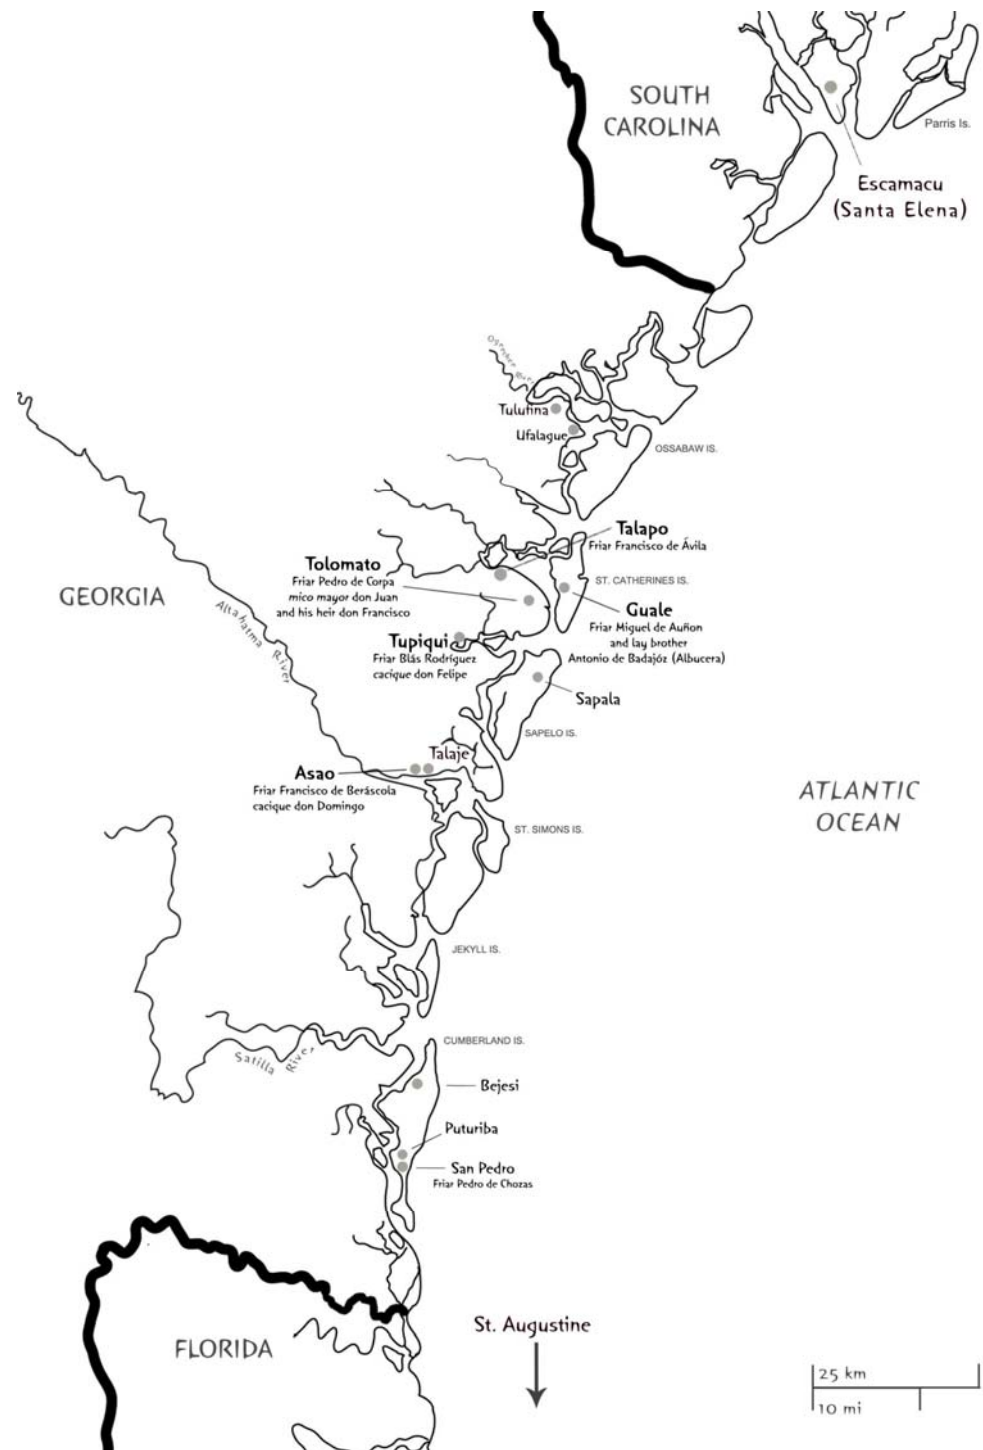 SOUTH
CAROLINA
Parris Is.
Escamacu
(Santa Elena)
Ogeechee River
Tulufina
Ufalague
OSSABAW IS.
Talapo
Friar Francisco de Ávila
Tolomato
Friar Pedro de Corpa
mico mayor don Juan
and his heir don Francisco
ST. CATHERINES IS.
GEORGIA
Altahatma River
Guale
Friar Miguel de Auñon
and lay brother
Antonio de Badajóz (Albucera)
Tupiqui
Friar Blás Rodríguez
cacique don Felipe
Sapala
SAPELO IS.
Talaje
Asao
Friar Francisco de Beráscola
cacique don Domingo
ATLANTIC
OCEAN
ST. SIMONS IS.
JEKYLL IS.
CUMBERLAND IS.
Satilla River
Bejesi
Puturiba
San Pedro
Friar Pedro de Chozas
St. Augustine
FLORIDA
25 km
10 mi